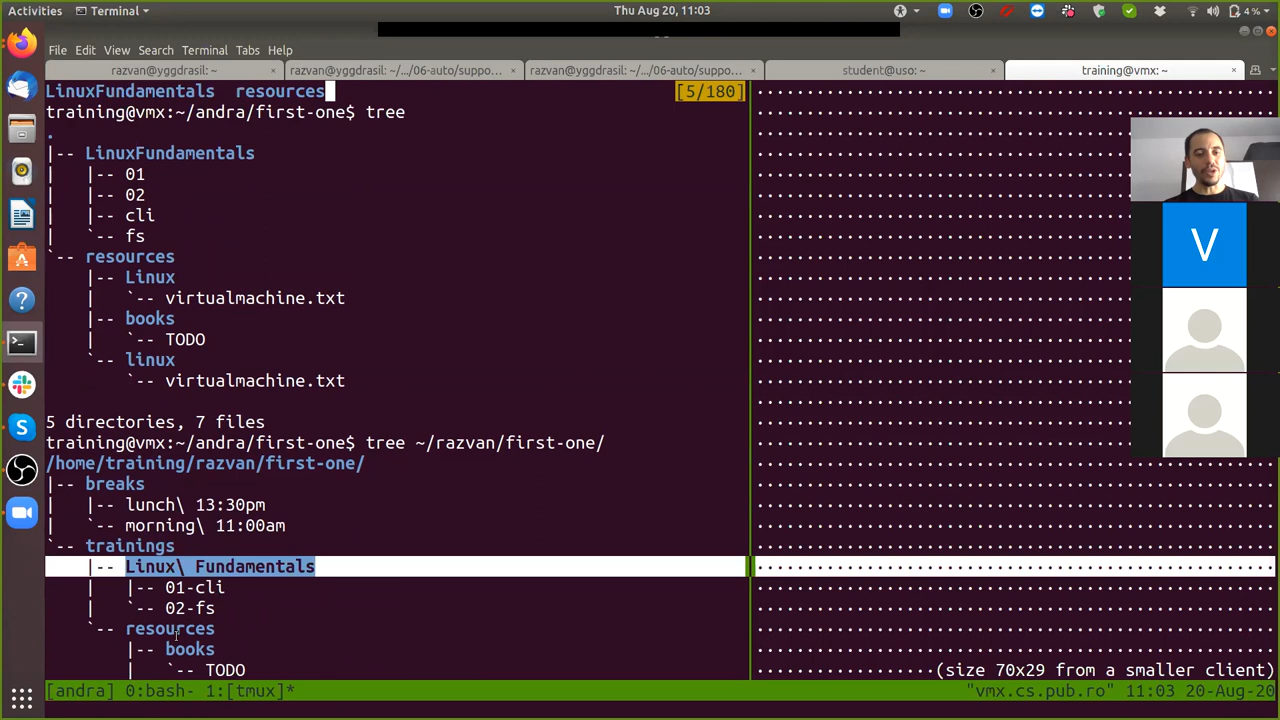 Activities Terminal Thu Aug 20, 11:03 4 %
File Edit View Search Terminal Tabs Help
razvan@yggdrasil: ~ × razvan@yggdrasil: ~/.../06-auto/suppo... × razvan@yggdrasil: ~/.../06-auto/suppo... × student@uso: ~ × training@vmx: ~ ×
LinuxFundamentals  resources [5/180]
training@vmx:~/andra/first-one$ tree
.
|-- LinuxFundamentals
|   |-- 01
|   |-- 02
|   |-- cli
|   `-- fs
`-- resources
    |-- Linux
    |   `-- virtualmachine.txt
    |-- books
    |   `-- TODO
    `-- linux
        `-- virtualmachine.txt
5 directories, 7 files
training@vmx:~/andra/first-one$ tree ~/razvan/first-one/
/home/training/razvan/first-one/
|-- breaks
|   |-- lunch\ 13:30pm
|   `-- morning\ 11:00am
`-- trainings
    |-- Linux\ Fundamentals
    |   |-- 01-cli
    |   `-- 02-fs
    `-- resources
        |-- books
        |   `-- TODO
(size 70x29 from a smaller client)
[andra] 0:bash- 1:[tmux]* "vmx.cs.pub.ro" 11:03 20-Aug-20
V